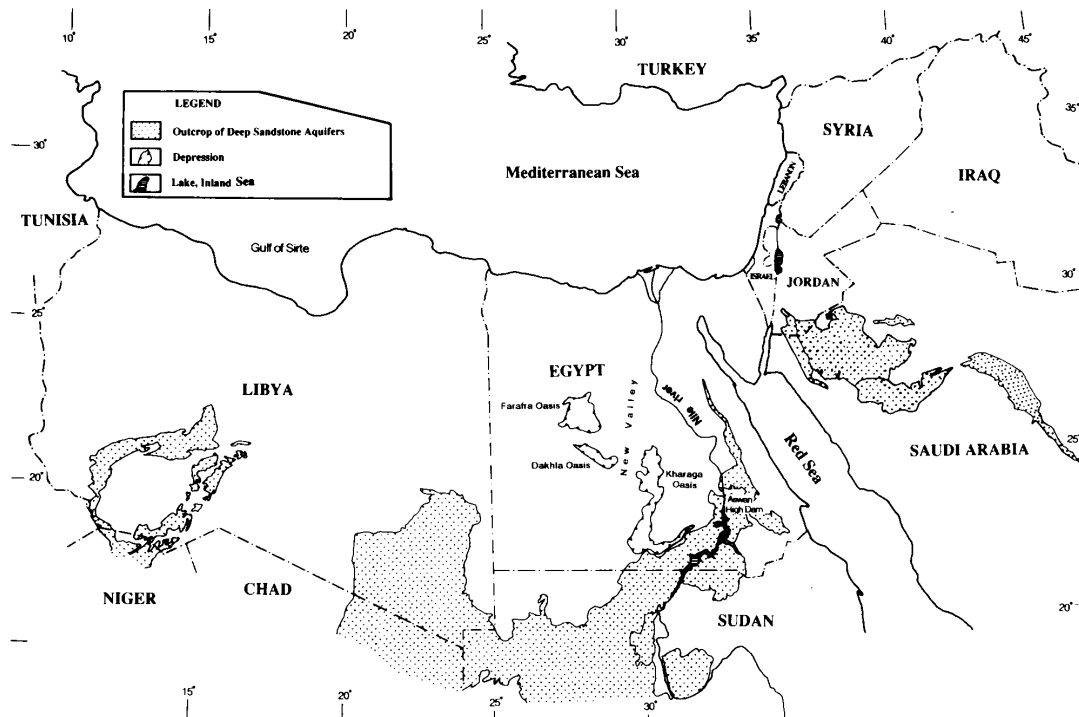 10°
15°
20°
25°
30°
35°
40°
45°
TURKEY
LEGEND
Outcrop of Deep Sandstone Aquifers
Depression
Lake, Inland Sea
35°
SYRIA
30°
Mediterranean Sea
LEBANON
IRAQ
TUNISIA
Gulf of Sirte
ISRAEL
JORDAN
30°
25°
EGYPT
LIBYA
Farafra Oasis
New Valley
Nile river
Red Sea
25°
SAUDI ARABIA
Dakhla Oasis
20°
Kharaga
Oasis
Aswan
High Dam
NIGER
CHAD
SUDAN
20°
15°
20°
25°
30°